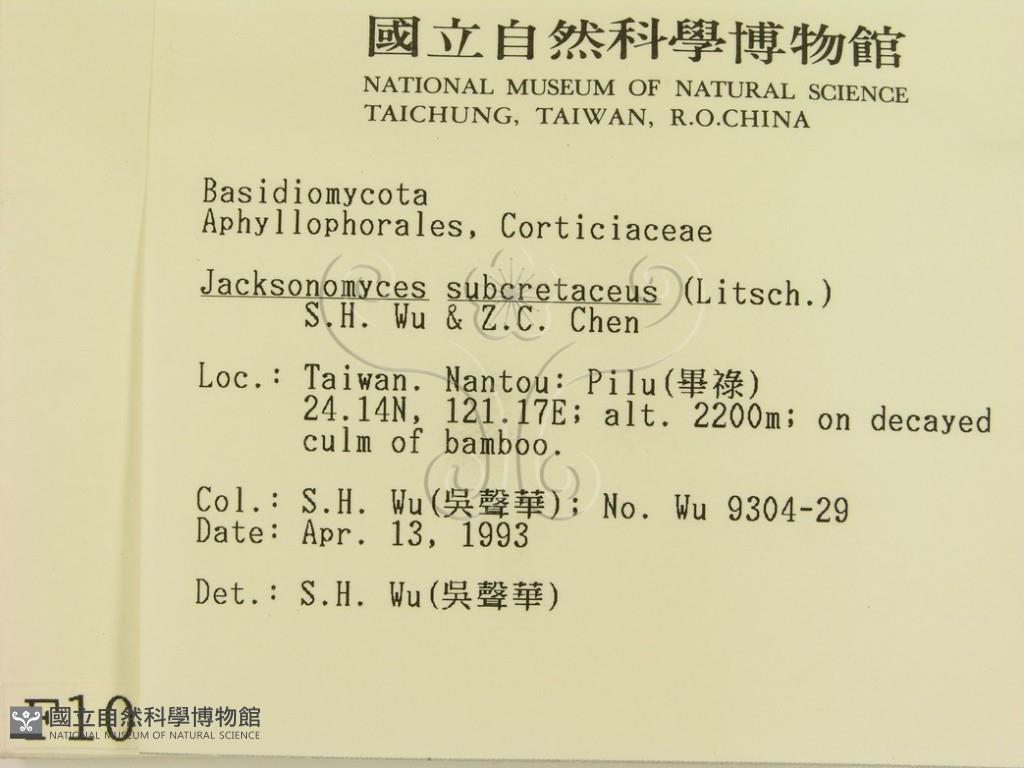 國立自然科學博物館
NATIONAL MUSEUM OF NATURAL SCIENCE
TAICHUNG, TAIWAN, R.O.CHINA
Basidiomycota
Aphyllophorales, Corticiaceae
Jacksonomyces subcretaceus (Litsch.)
S.H. Wu & Z.C. Chen
Loc.: Taiwan. Nantou: Pilu(畢祿)
24.14N, 121.17E; alt. 2200m; on decayed
culm of bamboo.
Col.: S.H. Wu(吳聲華); No. Wu 9304-29
Date: Apr. 13, 1993
Det.: S.H. Wu(吳聲華)
F10
國立自然科學博物館
NATIONAL MUSEUM OF NATURAL SCIENCE